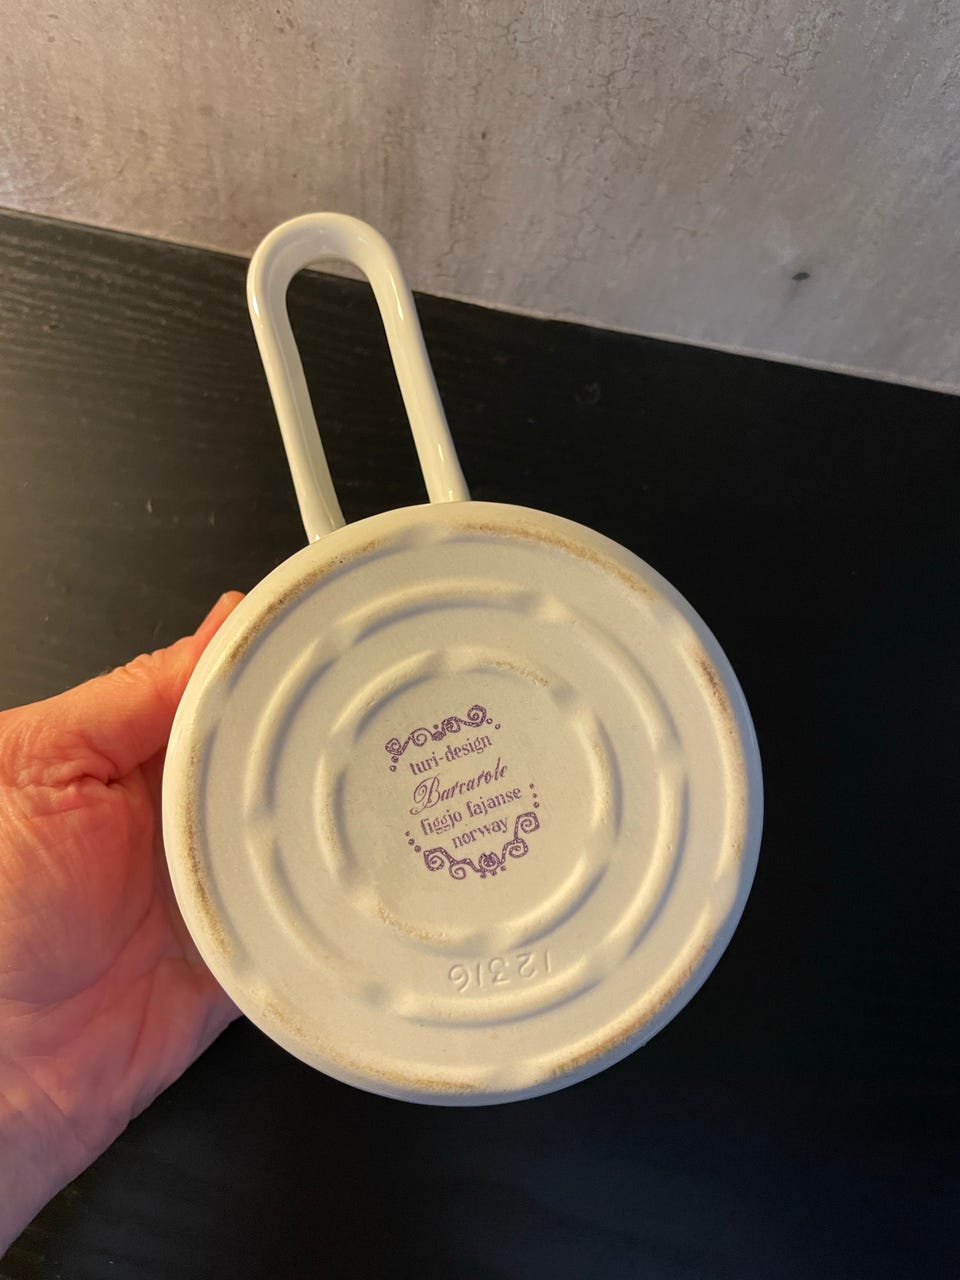 turi-design
Barcarole
figgjo fajanse
norway
12316